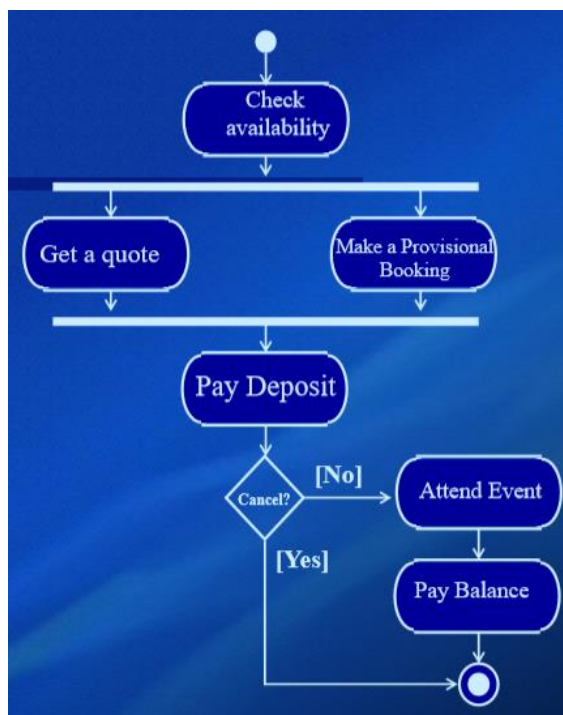 Check
availability
Get a quote
Make a Provisional
Booking
Pay Deposit
Cancel?
[No]
Attend Event
[Yes]
Pay Balance